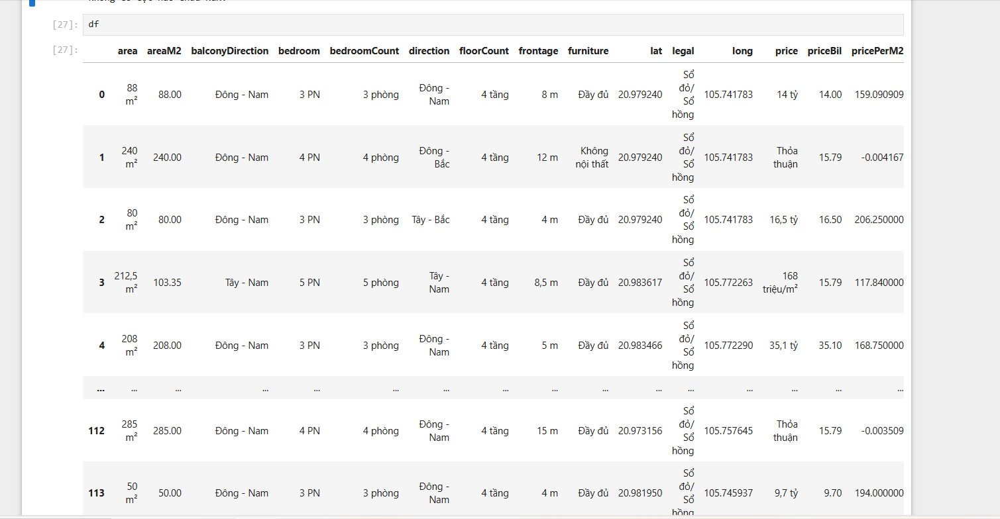 [27]: df
[27]: area areaM2 balconyDirection bedroom bedroomCount direction floorCount frontage furniture lat legal long price priceBil pricePerM2
0 88 m² 88.00 Đông - Nam 3 PN 3 phòng Đông - Nam 4 tầng 8 m Đầy đủ 20.979240 Sổ đỏ/ Sổ hồng 105.741783 14 tỷ 14.00 159.090909
1 240 m² 240.00 Đông - Nam 4 PN 4 phòng Đông - Bắc 4 tầng 12 m Không nội thất 20.979240 Sổ đỏ/ Sổ hồng 105.741783 Thỏa thuận 15.79 -0.004167
2 80 m² 80.00 Đông - Nam 3 PN 3 phòng Tây - Bắc 4 tầng 4 m Đầy đủ 20.979240 Sổ đỏ/ Sổ hồng 105.741783 16,5 tỷ 16.50 206.250000
3 212,5 m² 103.35 Tây - Nam 5 PN 5 phòng Tây - Nam 4 tầng 8,5 m Đầy đủ 20.983617 Sổ đỏ/ Sổ hồng 105.772263 168 triệu/m² 15.79 117.840000
4 208 m² 208.00 Đông - Nam 3 PN 3 phòng Đông - Nam 4 tầng 5 m Đầy đủ 20.983466 Sổ đỏ/ Sổ hồng 105.772290 35,1 tỷ 35.10 168.750000
... ... ... ... ... ... ... ... ... ... ... ... ... ... ... ...
112 285 m² 285.00 Đông - Nam 4 PN 4 phòng Đông - Nam 4 tầng 15 m Đầy đủ 20.973156 Sổ đỏ/ Sổ hồng 105.757645 Thỏa thuận 15.79 -0.003509
113 50 m² 50.00 Đông - Nam 3 PN 3 phòng Đông - Nam 4 tầng 4 m Đầy đủ 20.981950 Sổ đỏ/ Sổ hồng 105.745937 9,7 tỷ 9.70 194.000000